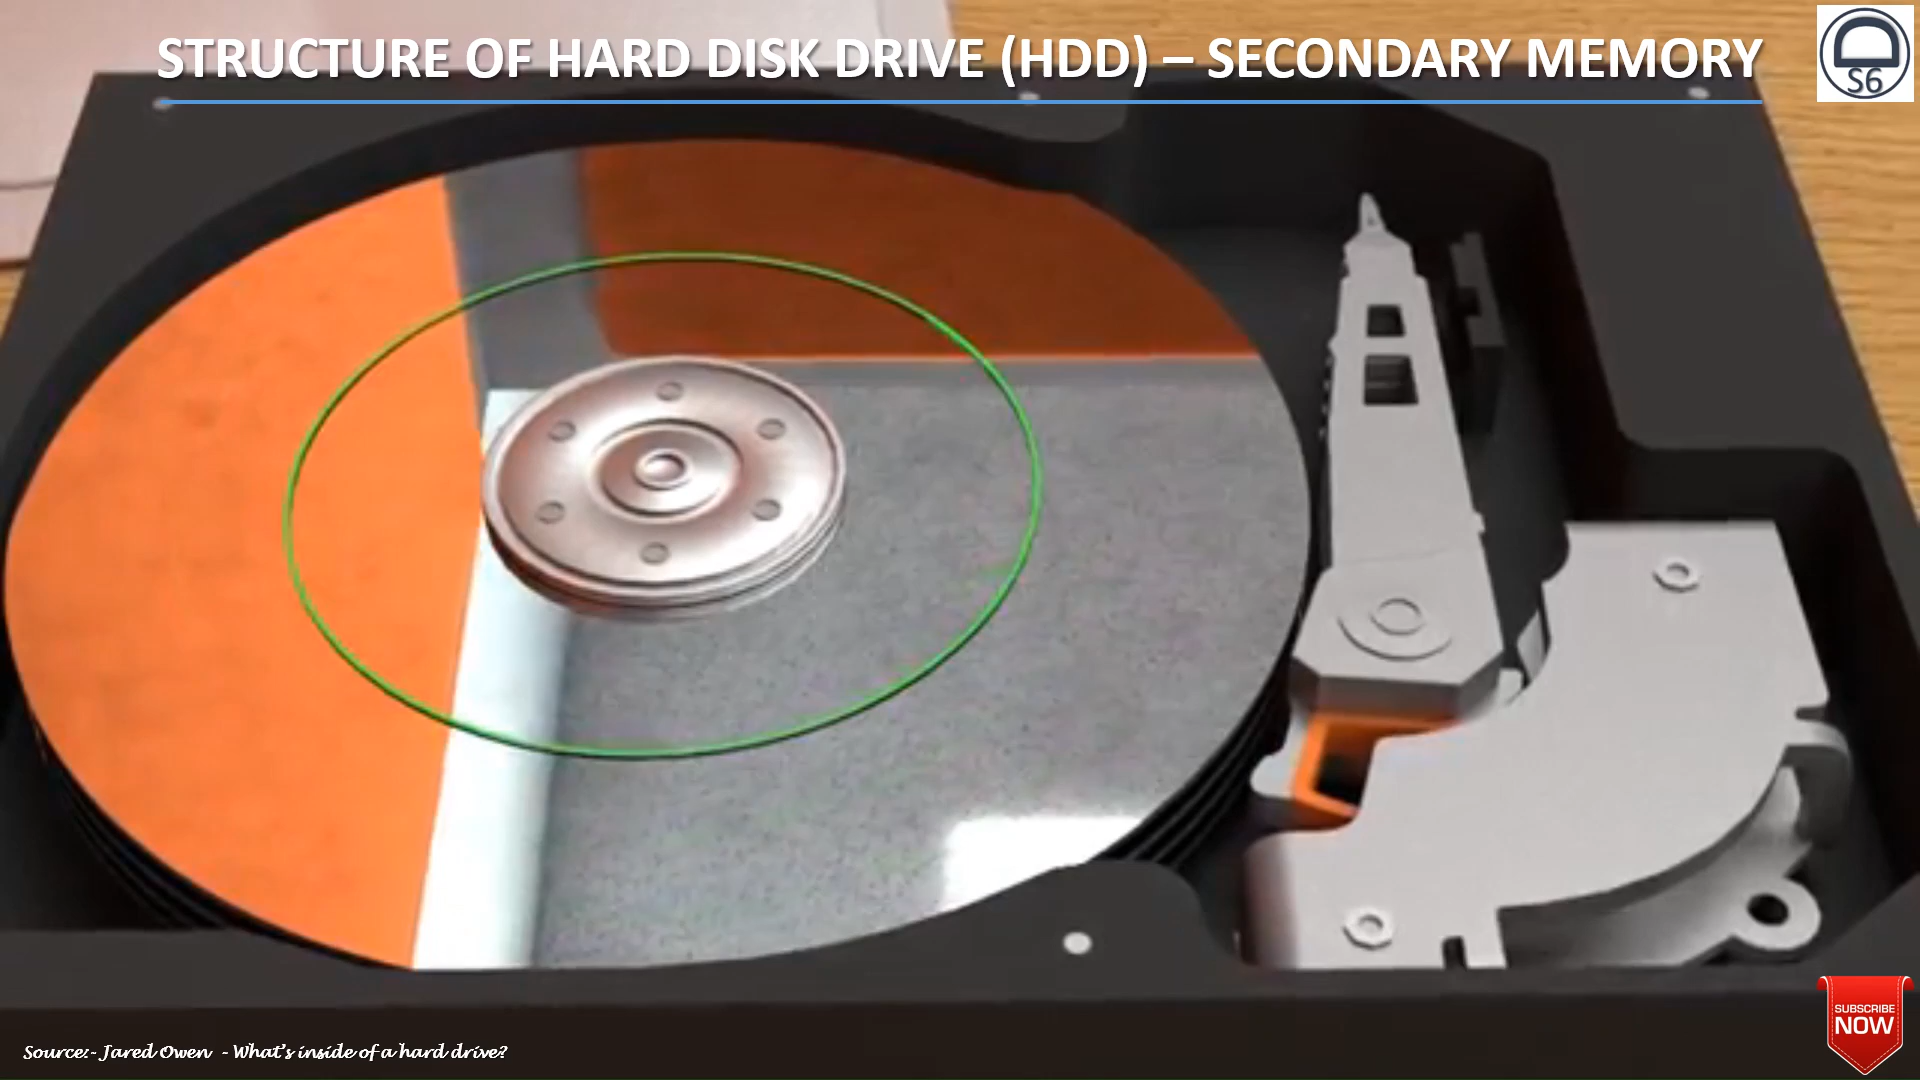 STRUCTURE OF HARD DISK DRIVE (HDD) – SECONDARY MEMORY
S6
SUBSCRIBE
NOW
Source:- Jared Owen - What's inside of a hard drive?